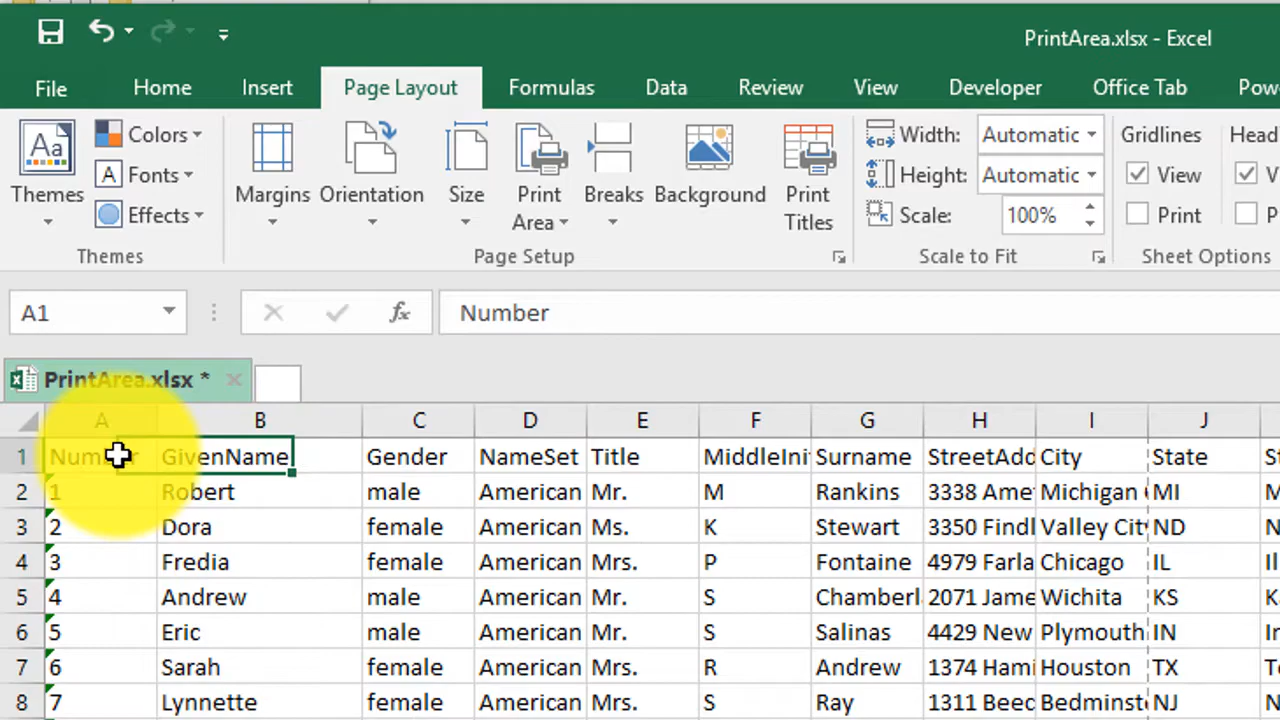 PrintArea.xlsx - Excel
File Home Insert Page Layout Formulas Data Review View Developer Office Tab
Themes Colors Fonts Effects
Margins Orientation Size Print Area Breaks Background Print Titles
Width: Automatic
Height: Automatic
Scale: 100%
Gridlines
View
Print
Themes Page Setup Scale to Fit Sheet Options
A1 fx Number
PrintArea.xlsx *
A B C D E F G H I J
1 Number GivenName Gender NameSet Title MiddleIni Surname StreetAdd City State
2 1 Robert male American Mr. M Rankins 3338 Ame Michigan MI
3 2 Dora female American Ms. K Stewart 3350 Findl Valley City ND
4 3 Fredia female American Mrs. P Fontaine 4979 Farla Chicago IL
5 4 Andrew male American Mr. S Chamberl 2071 Jame Wichita KS
6 5 Eric male American Mr. S Salinas 4429 New Plymouth IN
7 6 Sarah female American Mrs. R Andrew 1374 Hami Houston TX
8 7 Lynnette female American Mrs. S Ray 1311 Beec Bedminst NJ